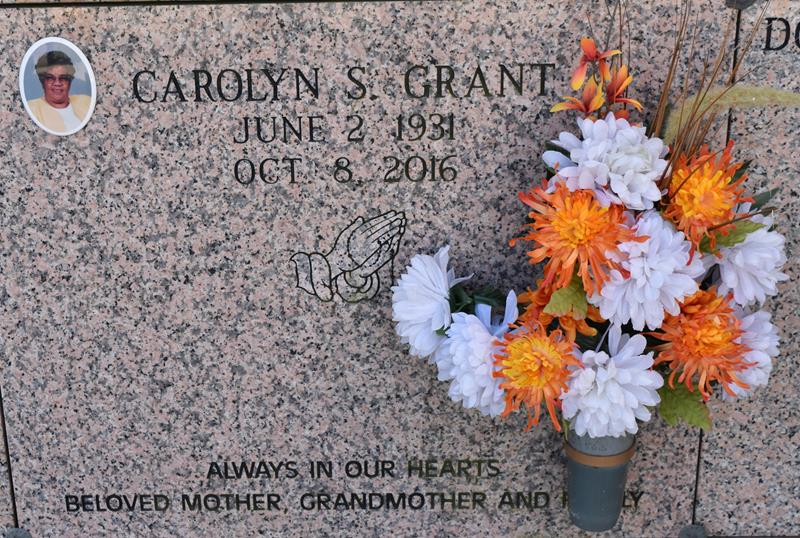 CAROLYN S. GRANT
JUNE 2 1931
OCT. 8, 2016
ALWAYS IN OUR HEARTS
BELOVED MOTHER, GRANDMOTHER AND